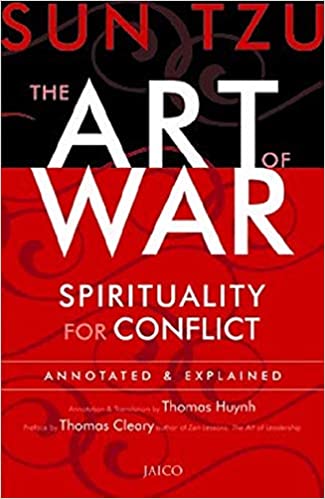 SUN TZU
THE
ART
OF
WAR
SPIRITUALITY
FOR CONFLICT
ANNOTATED & EXPLAINED
Annotation & Translation by Thomas Huynh
Preface by Thomas Cleary author of Zen Lessons: The Art of Leadership
JAICO